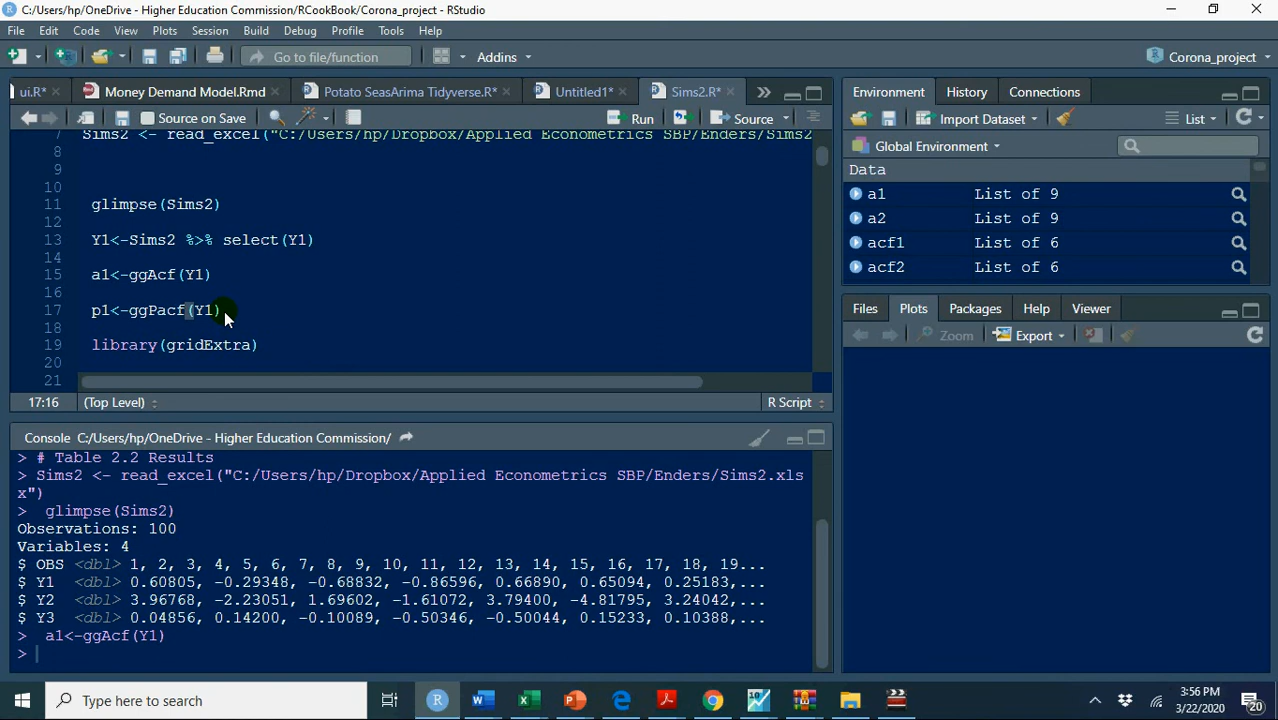 C:/Users/hp/OneDrive - Higher Education Commission/RCookBook/Corona_project - RStudio
File Edit Code View Plots Session Build Debug Profile Tools Help
Go to file/function Addins Corona_project
ui.R* Money Demand Model.Rmd Potato SeasArima Tidyverse.R* Untitled1* Sims2.R*
Source on Save Run Source
7 Sims2 <- read_excel("C:/Users/hp/Dropbox/Applied Econometrics SBP/Enders/Sims2
8
9
10
11 glimpse(Sims2)
12
13 Y1<-Sims2 %>% select(Y1)
14
15 a1<-ggAcf(Y1)
16
17 p1<-ggPacf(Y1)
18
19 library(gridExtra)
20
21
17:16 (Top Level) R Script
Console C:/Users/hp/OneDrive - Higher Education Commission/
> # Table 2.2 Results
> Sims2 <- read_excel("C:/Users/hp/Dropbox/Applied Econometrics SBP/Enders/Sims2.xls
x")
> glimpse(Sims2)
Observations: 100
Variables: 4
$ OBS <dbl> 1, 2, 3, 4, 5, 6, 7, 8, 9, 10, 11, 12, 13, 14, 15, 16, 17, 18, 19...
$ Y1 <dbl> 0.60805, -0.29348, -0.68832, -0.86596, 0.66890, 0.65094, 0.25183,...
$ Y2 <dbl> 3.96768, -2.23051, 1.69602, -1.61072, 3.79400, -4.81795, 3.24042,...
$ Y3 <dbl> 0.04856, 0.14200, -0.10089, -0.50346, -0.50044, 0.15233, 0.10388,...
> a1<-ggAcf(Y1)
>
Environment History Connections
Import Dataset List
Global Environment
Data
a1 List of 9
a2 List of 9
acf1 List of 6
acf2 List of 6
Files Plots Packages Help Viewer
Zoom Export
Type here to search
3:56 PM
3/22/2020
20